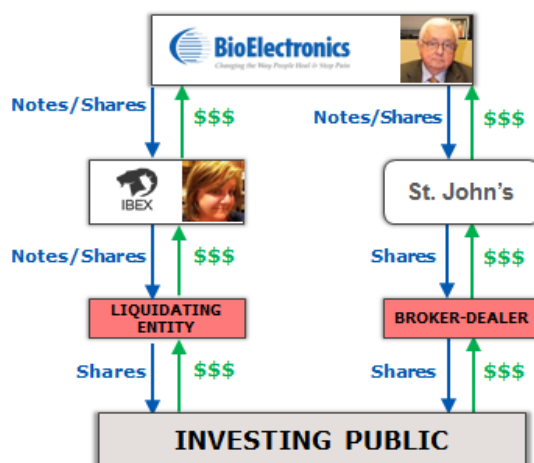 BioElectronics
Changing the Way People Heal & Stop Pain
Notes/Shares $$$ Notes/Shares $$$
IBEX St. John's
Notes/Shares $$$ Shares $$$
LIQUIDATING
ENTITY
BROKER-DEALER
Shares $$$ Shares $$$
INVESTING PUBLIC